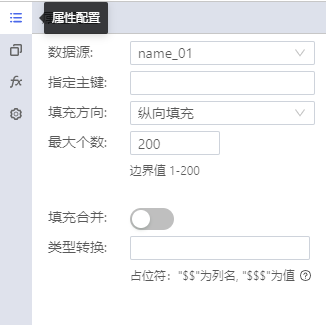 属性配置
数据源: name_01
指定主键:
填充方向: 纵向填充
最大个数: 200
边界值 1-200
fx
填充合并:
类型转换:
占位符: "$$"为列名, "$$$"为值